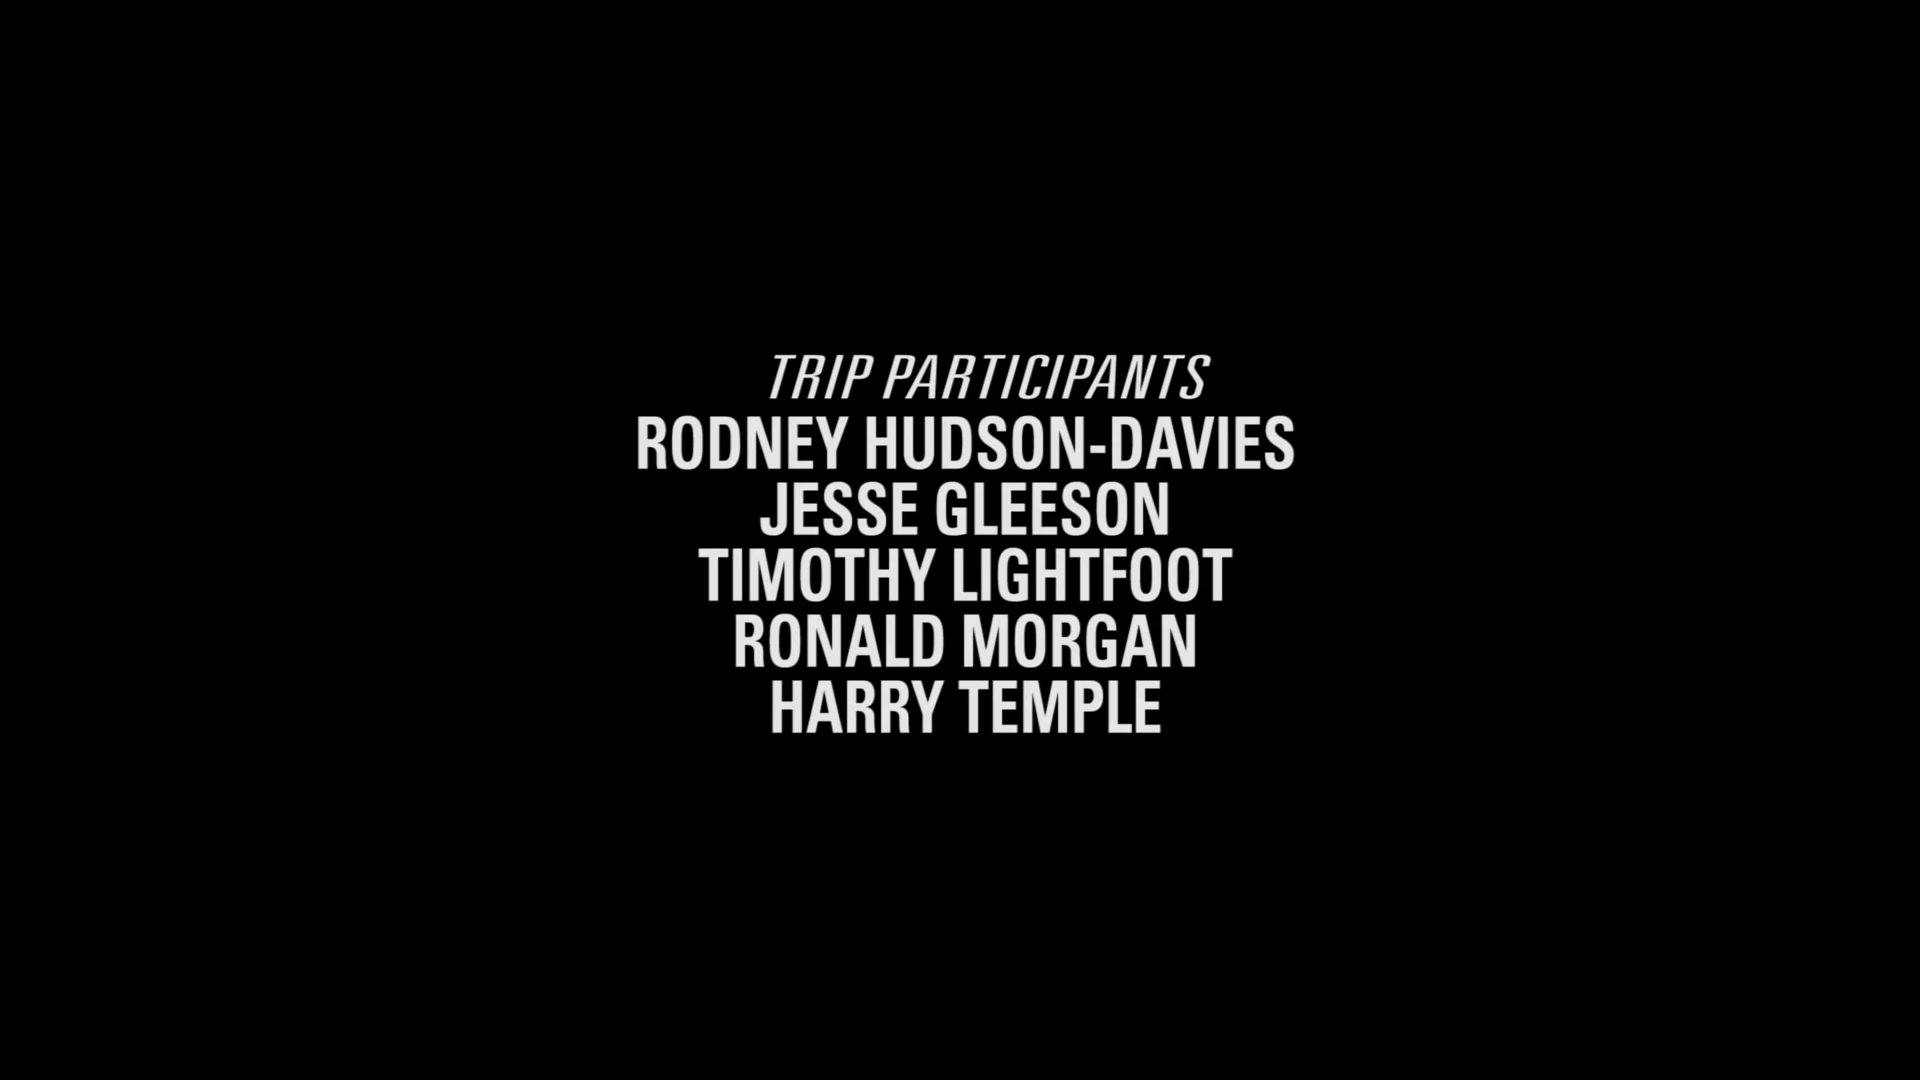 TRIP PARTICIPANTS
RODNEY HUDSON-DAVIES
JESSE GLEESON
TIMOTHY LIGHTFOOT
RONALD MORGAN
HARRY TEMPLE